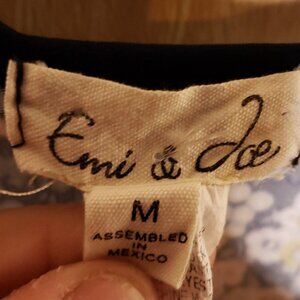 Emi & Joe
M
ASSEMBLED
IN
MEXICO